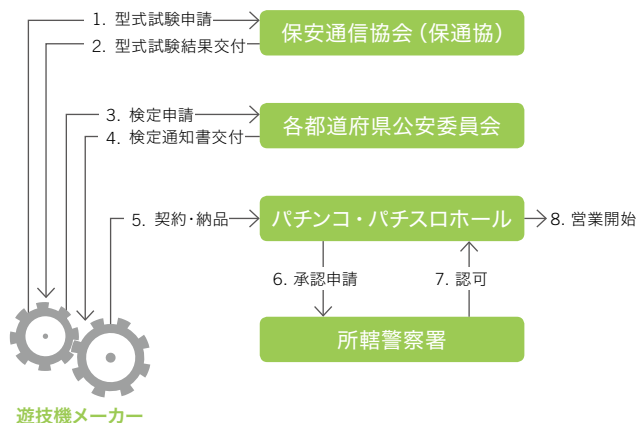 1. 型式試験申請
保安通信協会（保通協）
2. 型式試験結果交付
3. 検定申請
各都道府県公安委員会
4. 検定通知書交付
5. 契約・納品
パチンコ・パチスロホール
8. 営業開始
6. 承認申請
7. 認可
所轄警察署
遊技機メーカー